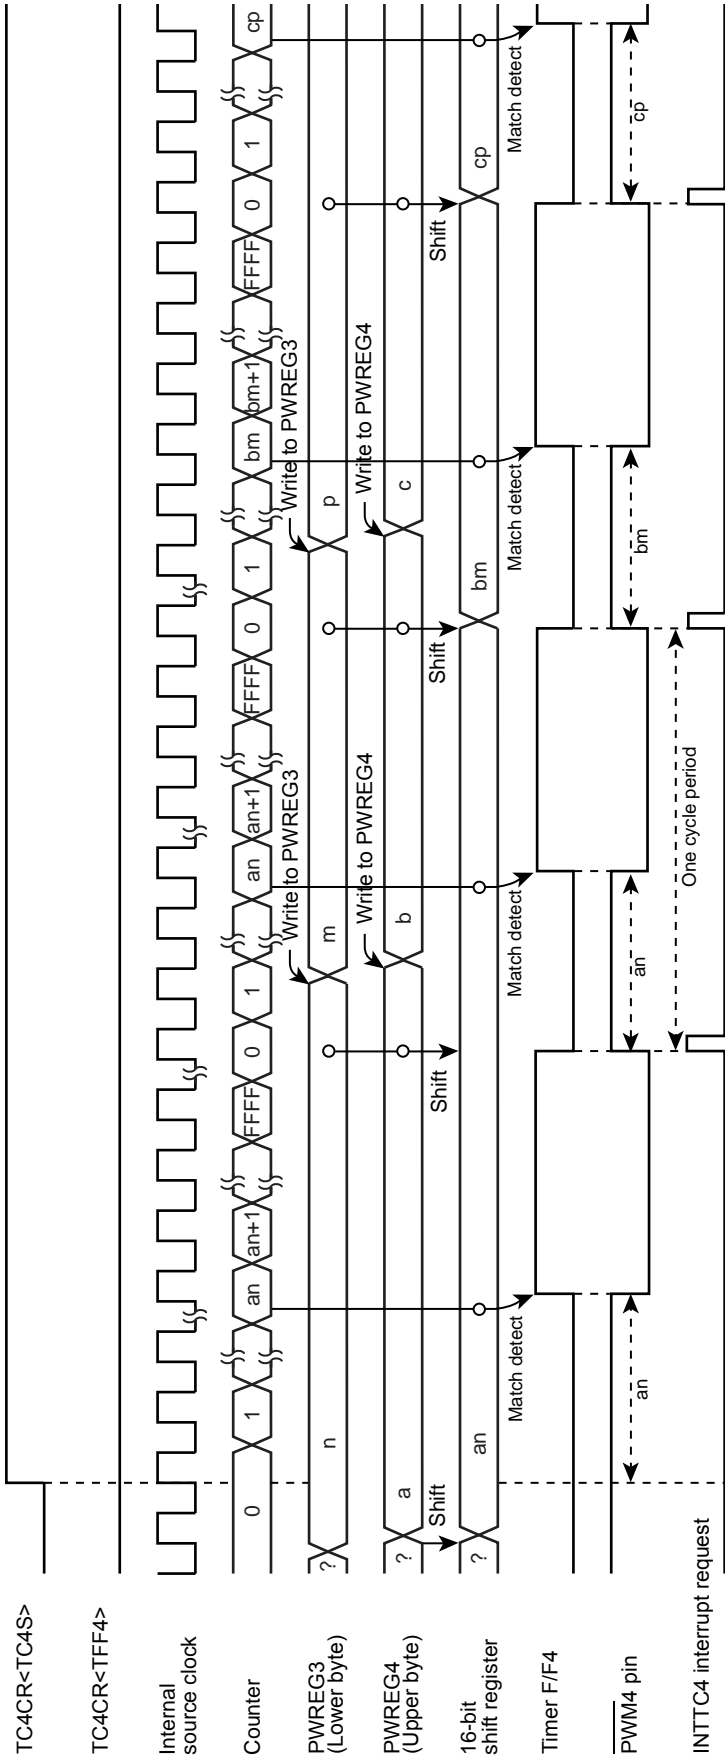 TC4CR<TC4S>
TC4CR<TFF4>
Internal
source clock
Counter
0 1 an an+1 FFFF 0 1 an an+1 FFFF 0 1 bm bm+1 FFFF 0 1 cp
Write to PWREG3
Write to PWREG3
PWREG3
(Lower byte)
? n m p
Write to PWREG4
Write to PWREG4
PWREG4
(Upper byte)
? a b c
Shift
Shift
Shift
Shift
16-bit
shift register
? an bm cp
Match detect
Match detect
Match detect
Match detect
Timer F/F4
PWM4 pin
an an bm cp
One cycle period
INTTC4 interrupt request